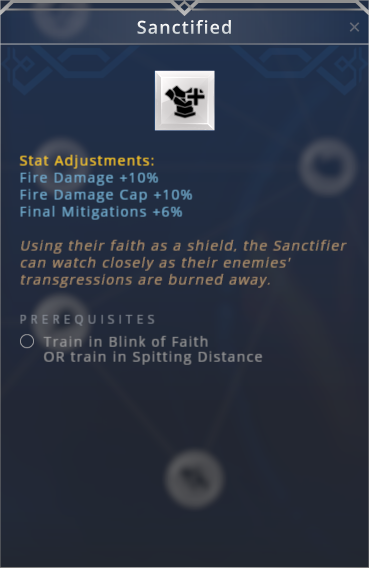 Sanctified
Stat Adjustments:
Fire Damage +10%
Fire Damage Cap +10%
Final Mitigations +6%
Using their faith as a shield, the Sanctifier
can watch closely as their enemies'
transgressions are burned away.
PREREQUISITES
Train in Blink of Faith
OR train in Spitting Distance